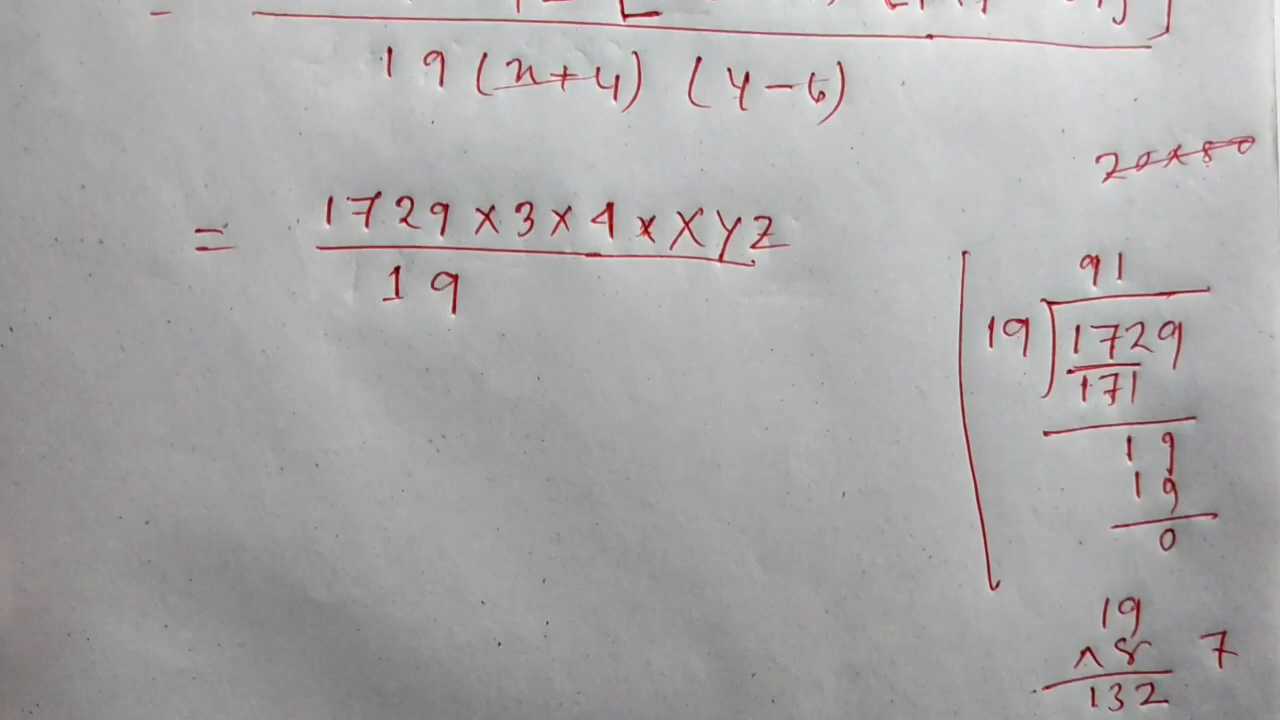 19 (x+4) (y-6)
20x80
= 1729 x 3 x 4 x XYZ
19
91
19 1729
171
19
19
0
19
x 8 7
132